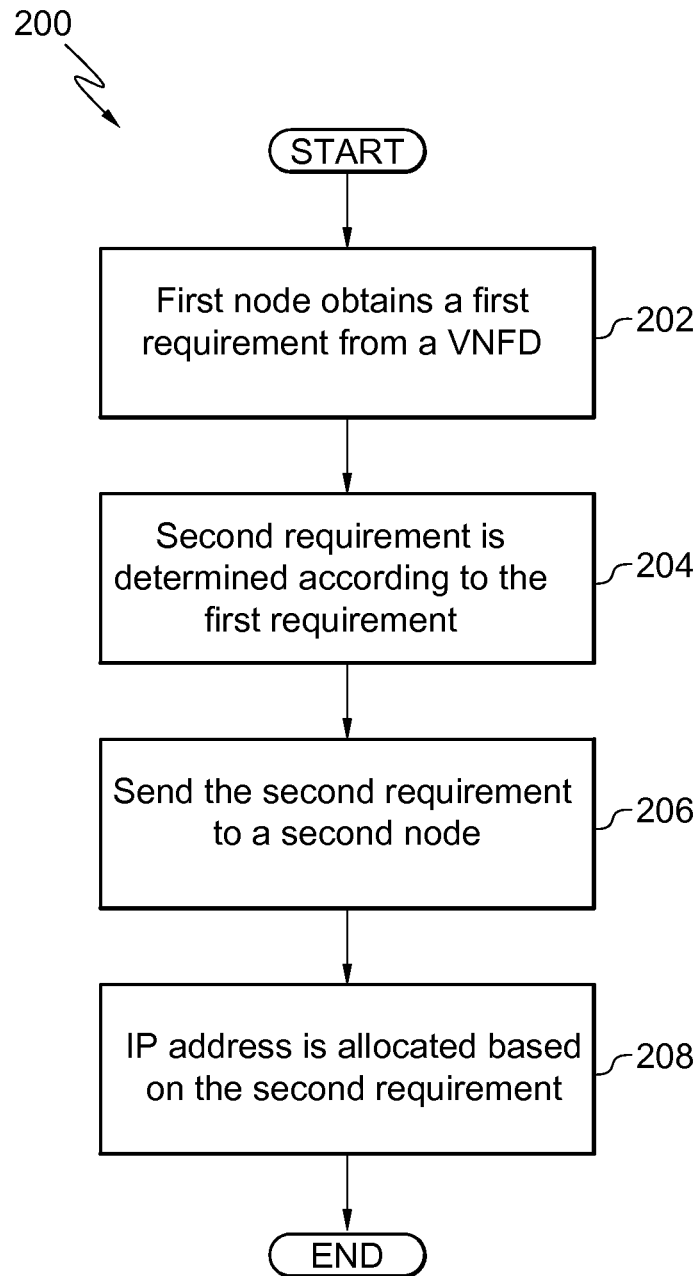 200
START
First node obtains a first
requirement from a VNFD
202
Second requirement is
determined according to the
first requirement
204
Send the second requirement
to a second node
206
IP address is allocated based
on the second requirement
208
END